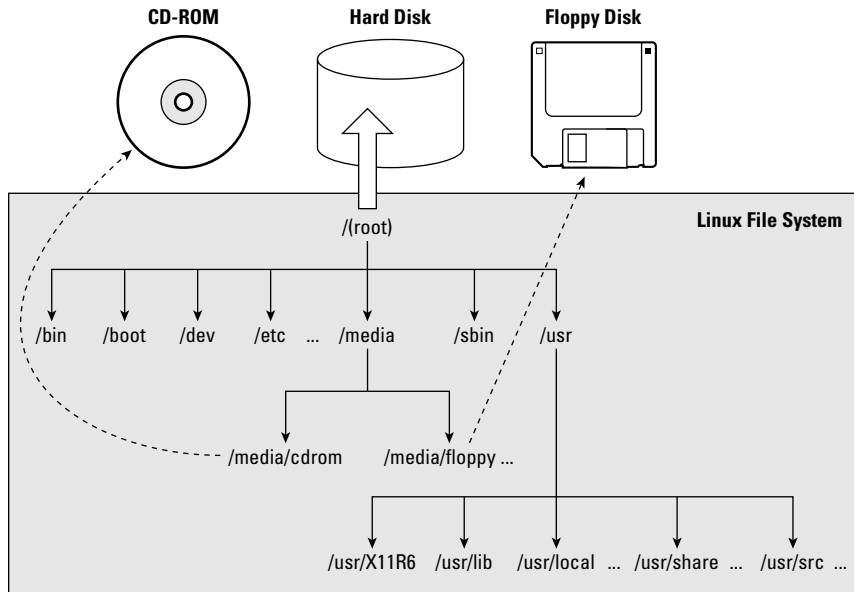 CD-ROM Hard Disk Floppy Disk
/(root) Linux File System
/bin /boot /dev /etc ... /media /sbin /usr
/media/cdrom /media/floppy ...
/usr/X11R6 /usr/lib /usr/local ... /usr/share ... /usr/src ...